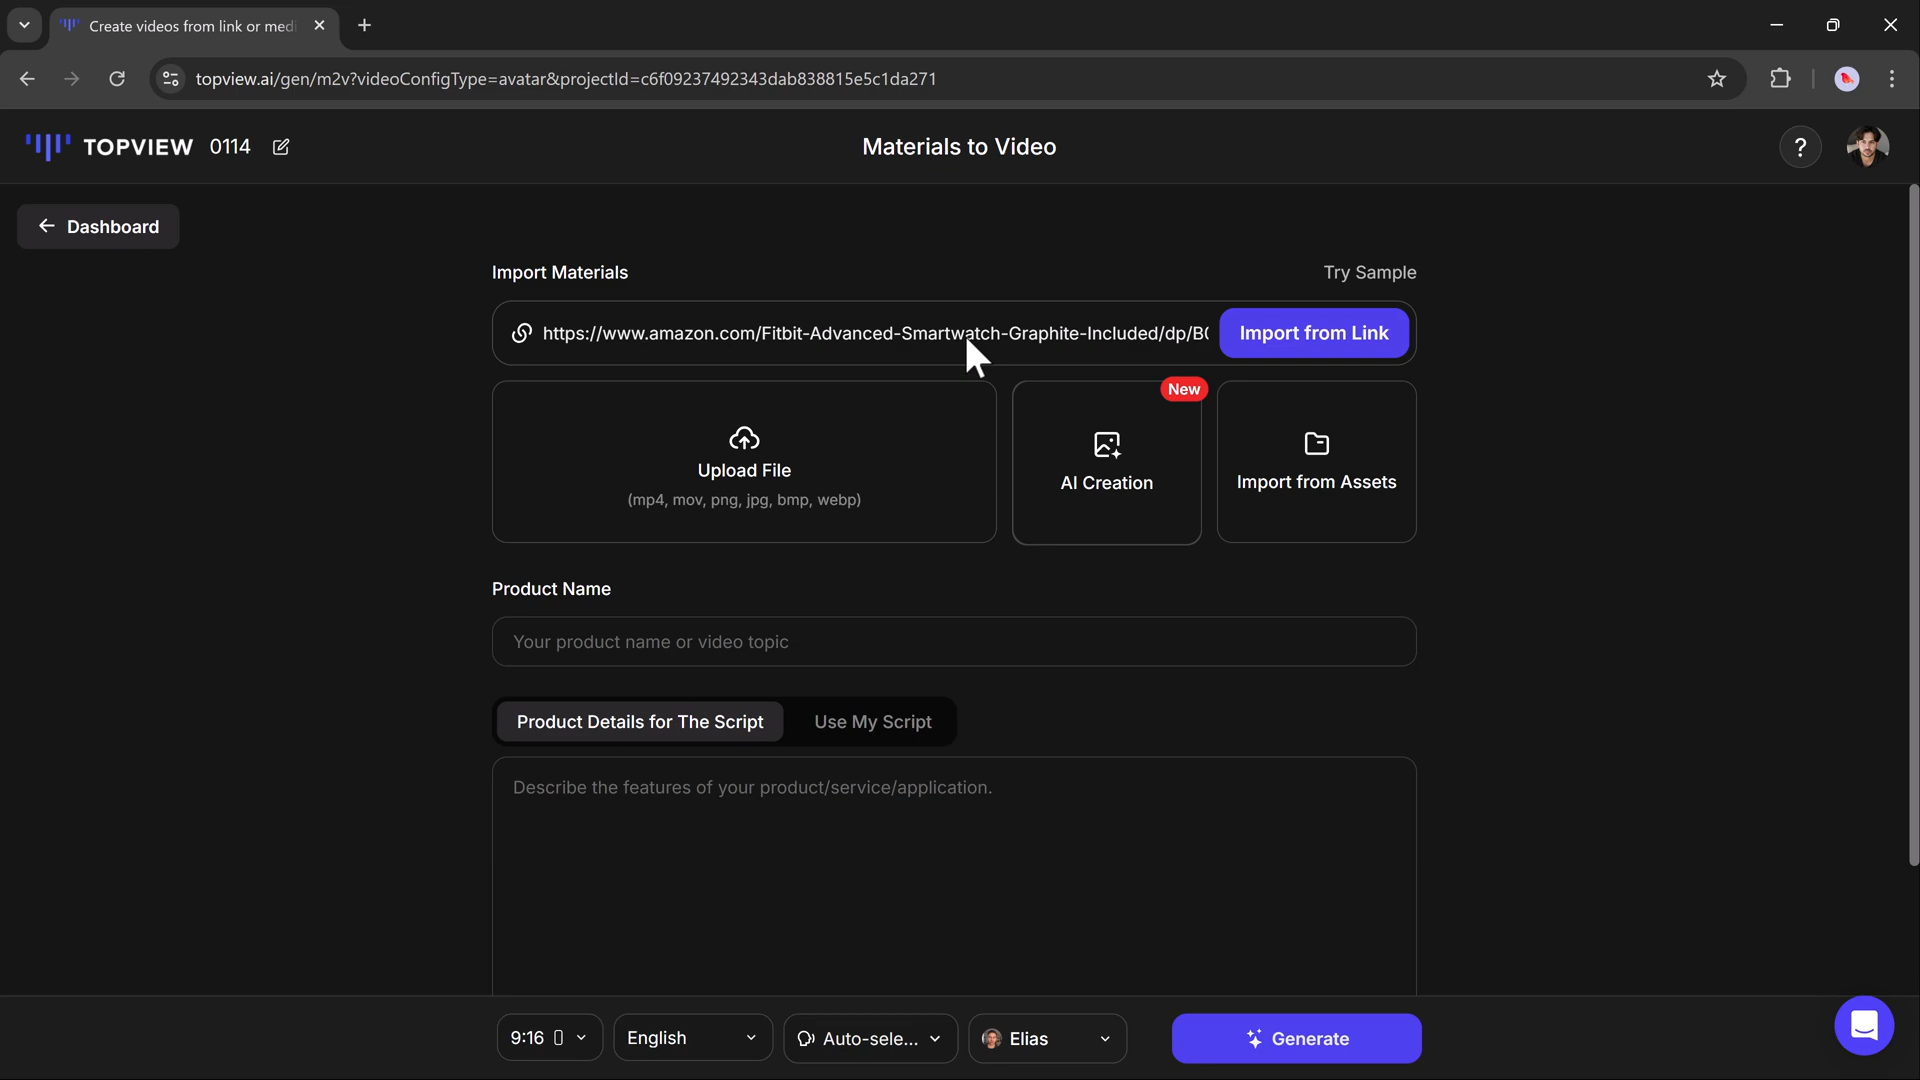 Create videos from link or medi
topview.ai/gen/m2v?videoConfigType=avatar&projectId=c6f09237492343dab838815e5c1da271
TOPVIEW 0114
Materials to Video
?
Dashboard
Import Materials
Try Sample
https://www.amazon.com/Fitbit-Advanced-Smartwatch-Graphite-Included/dp/B0
Import from Link
New
Upload File
(mp4, mov, png, jpg, bmp, webp)
AI Creation
Import from Assets
Product Name
Your product name or video topic
Product Details for The Script
Use My Script
Describe the features of your product/service/application.
9:16
English
Auto-sele...
Elias
Generate